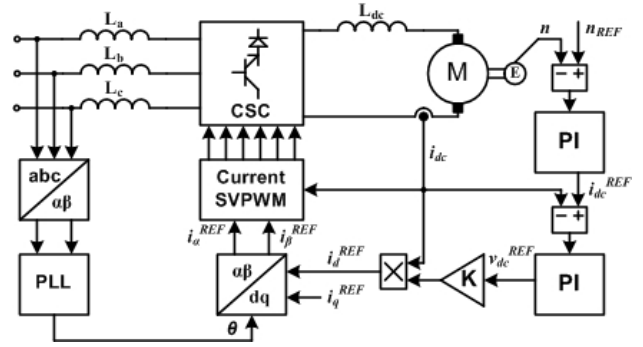 La
Lb
Lc
CSC
Ldc
M
E
n
nREF
− +
PI
idc
idcREF
abc
αβ
Current
SVPWM
− +
iαREF
iβREF
PLL
αβ
dq
idREF
iqREF
K
vdcREF
PI
θ